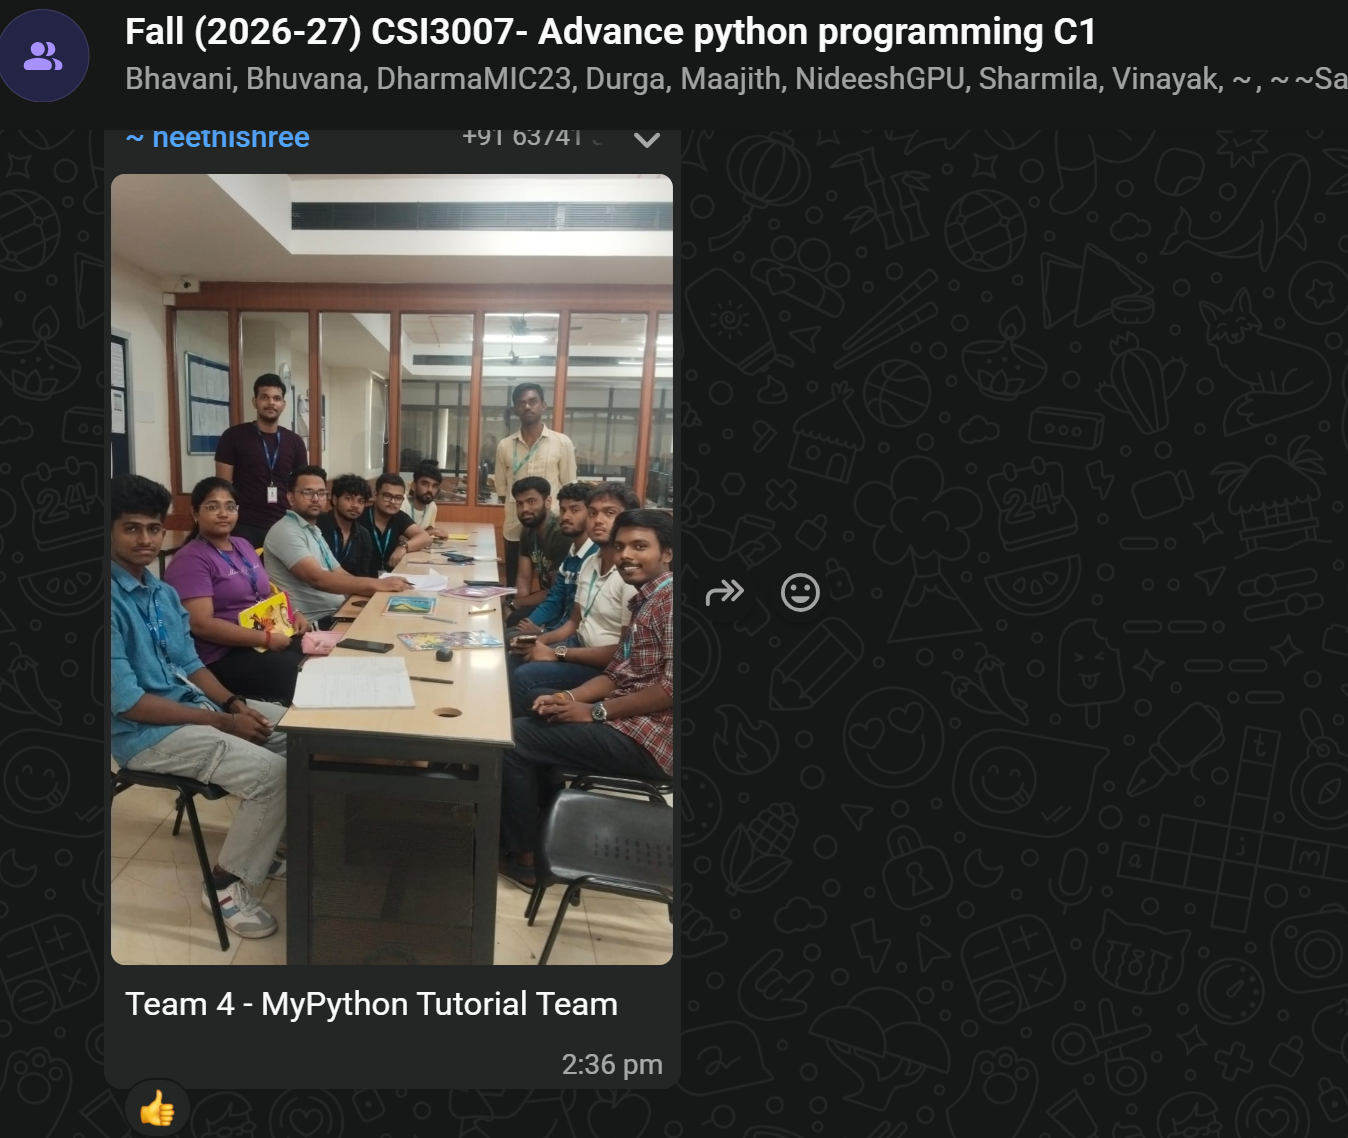 Fall (2026-27) CSI3007- Advance python programming C1
Bhavani, Bhuvana, DharmaMIC23, Durga, Maajith, NideeshGPU, Sharmila, Vinayak, ~, ~ ~Sa
~ neethishree +91 63741
Team 4 - MyPython Tutorial Team
2:36 pm